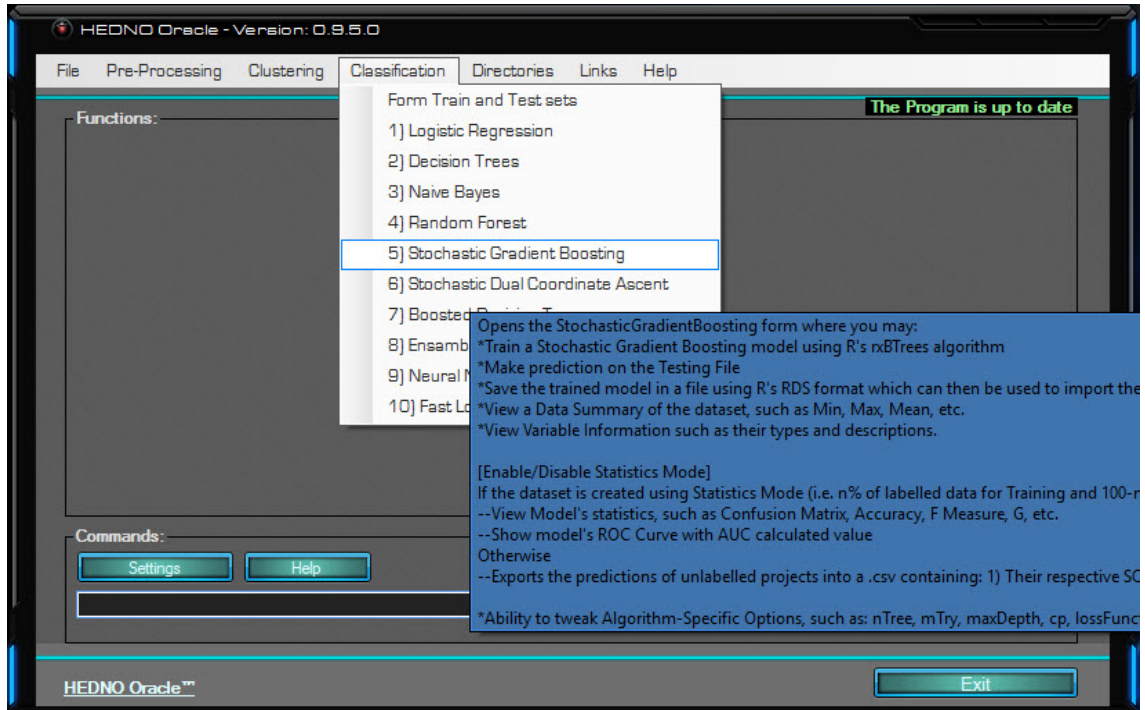 HEDNO Oracle - Version: 0.9.5.0
File Pre-Processing Clustering Classification Directories Links Help
The Program is up to date
Functions:
Form Train and Test sets
1) Logistic Regression
2) Decision Trees
3) Naive Bayes
4) Random Forest
5) Stochastic Gradient Boosting
6) Stochastic Dual Coordinate Ascent
7) Boosted
8) Ensamb
9) Neural
10) Fast
Opens the StochasticGradientBoosting form where you may:
*Train a Stochastic Gradient Boosting model using R's rxBTrees algorithm
*Make prediction on the Testing File
*Save the trained model in a file using R's RDS format which can then be used to import the
*View a Data Summary of the dataset, such as Min, Max, Mean, etc.
*View Variable Information such as their types and descriptions.
[Enable/Disable Statistics Mode]
If the dataset is created using Statistics Mode (i.e. n% of labelled data for Training and 100-n
--View Model's statistics, such as Confusion Matrix, Accuracy, F Measure, G, etc.
--Show model's ROC Curve with AUC calculated value
Otherwise
--Exports the predictions of unlabelled projects into a .csv containing: 1) Their respective SC
*Ability to tweak Algorithm-Specific Options, such as: nTree, mTry, maxDepth, cp, lossFunc
Commands:
Settings Help
HEDNO Oracle™ Exit